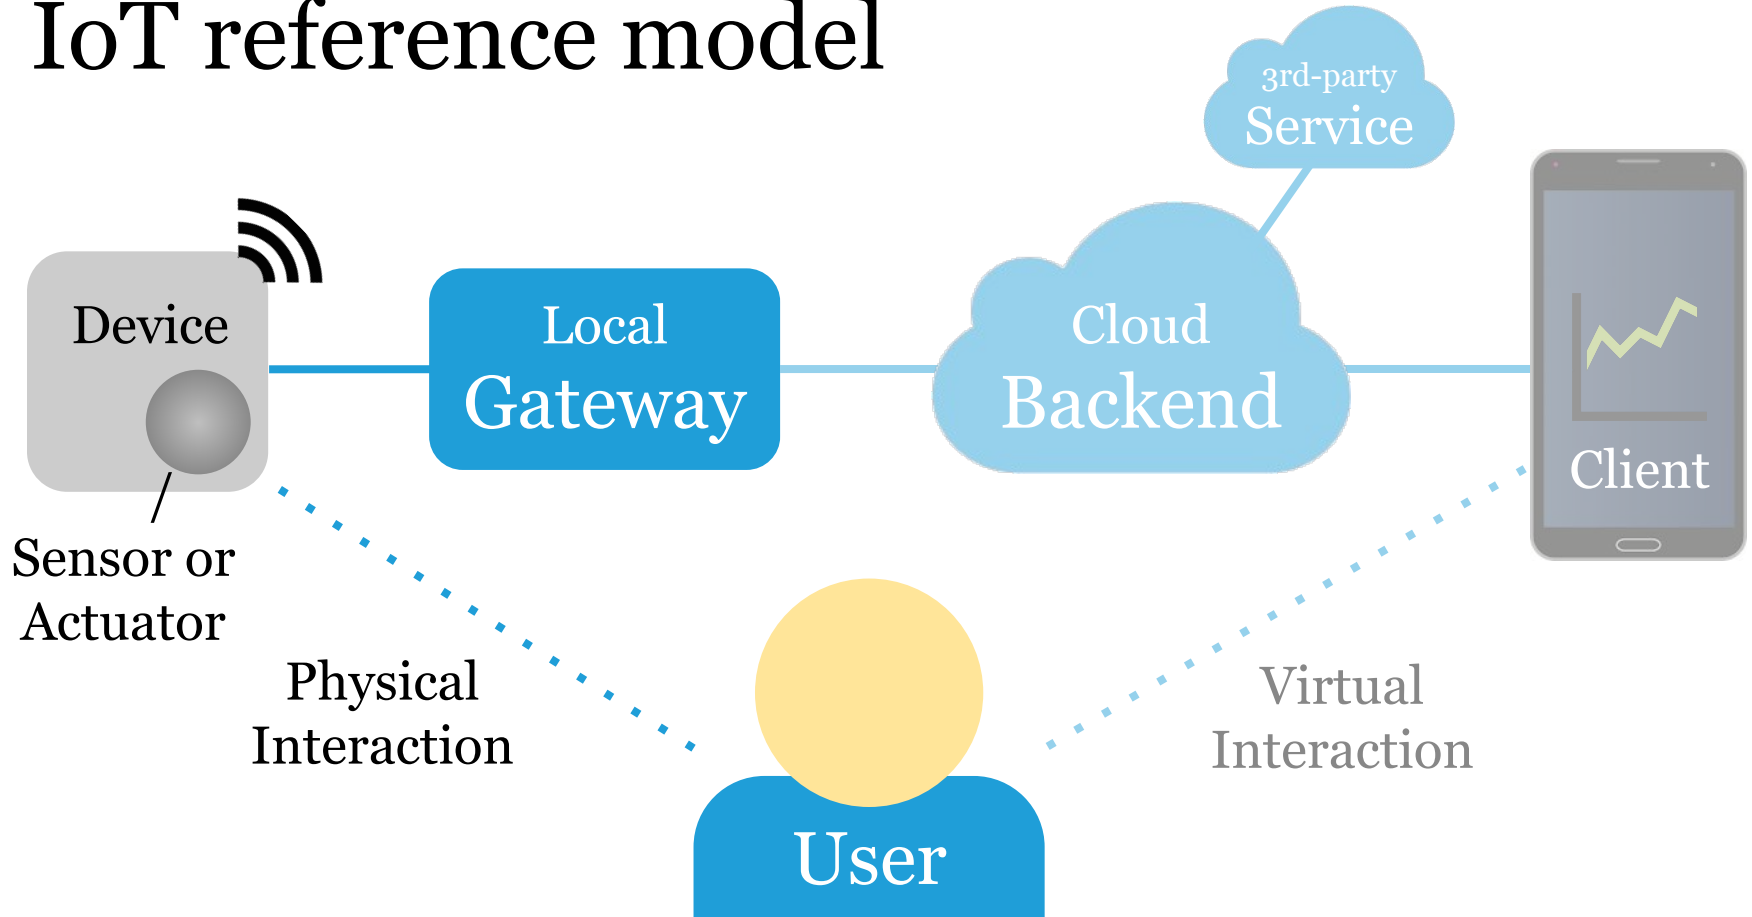 IoT reference model
3rd-party
Service
Device
Local
Gateway
Cloud
Backend
Client
Sensor or
Actuator
Physical
Interaction
Virtual
Interaction
User